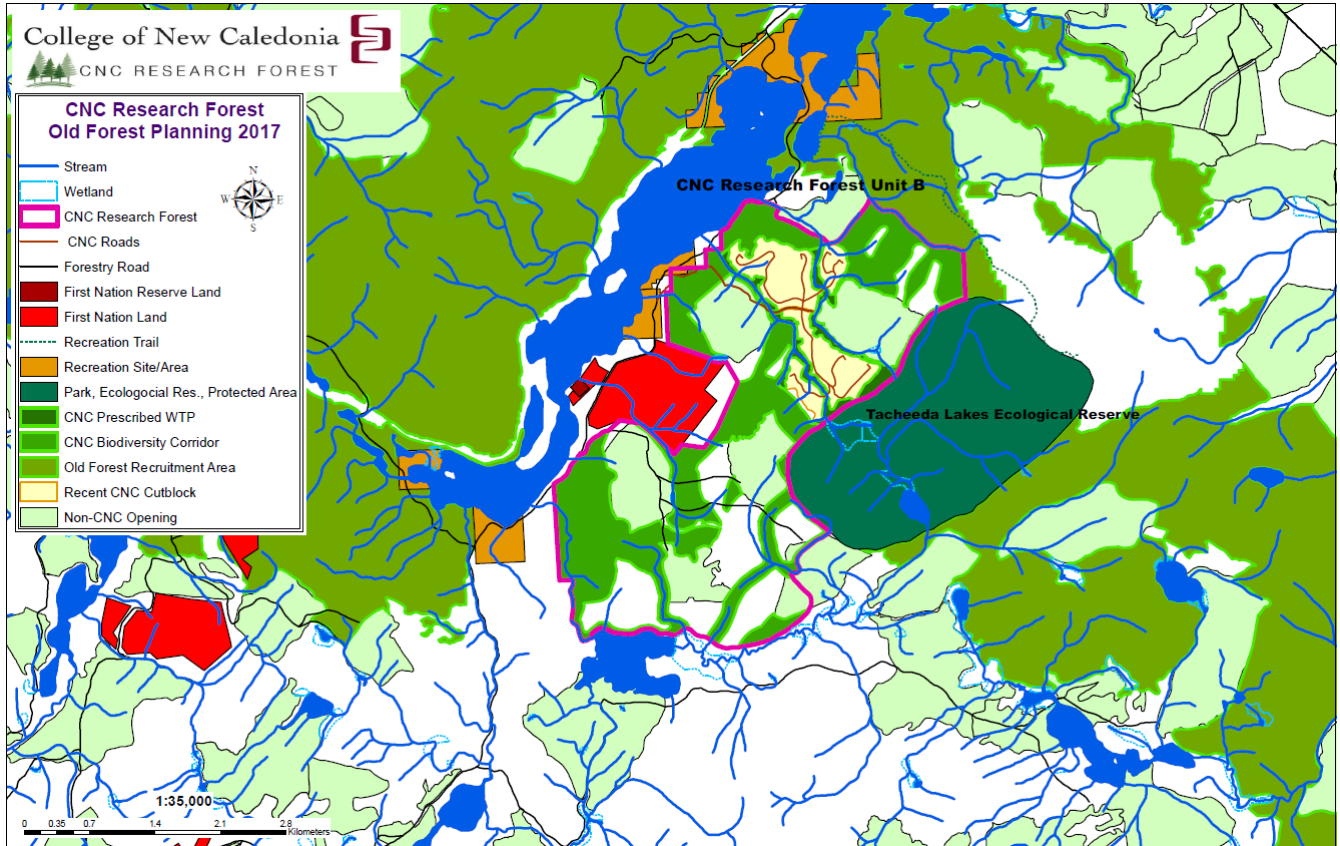 College of New Caledonia
CNC RESEARCH FOREST
CNC Research Forest
Old Forest Planning 2017
Stream
Wetland
N
W E
S
CNC Research Forest
CNC Roads
Forestry Road
First Nation Reserve Land
First Nation Land
Recreation Trail
Recreation Site/Area
Park, Ecologocial Res., Protected Area
CNC Prescribed WTP
CNC Biodiversity Corridor
Old Forest Recruitment Area
Recent CNC Cutblock
Non-CNC Opening
CNC Research Forest Unit B
Tacheeda Lakes Ecological Reserve
1:35,000
0 0.35 0.7 1.4 2.1 2.8
Kilometers